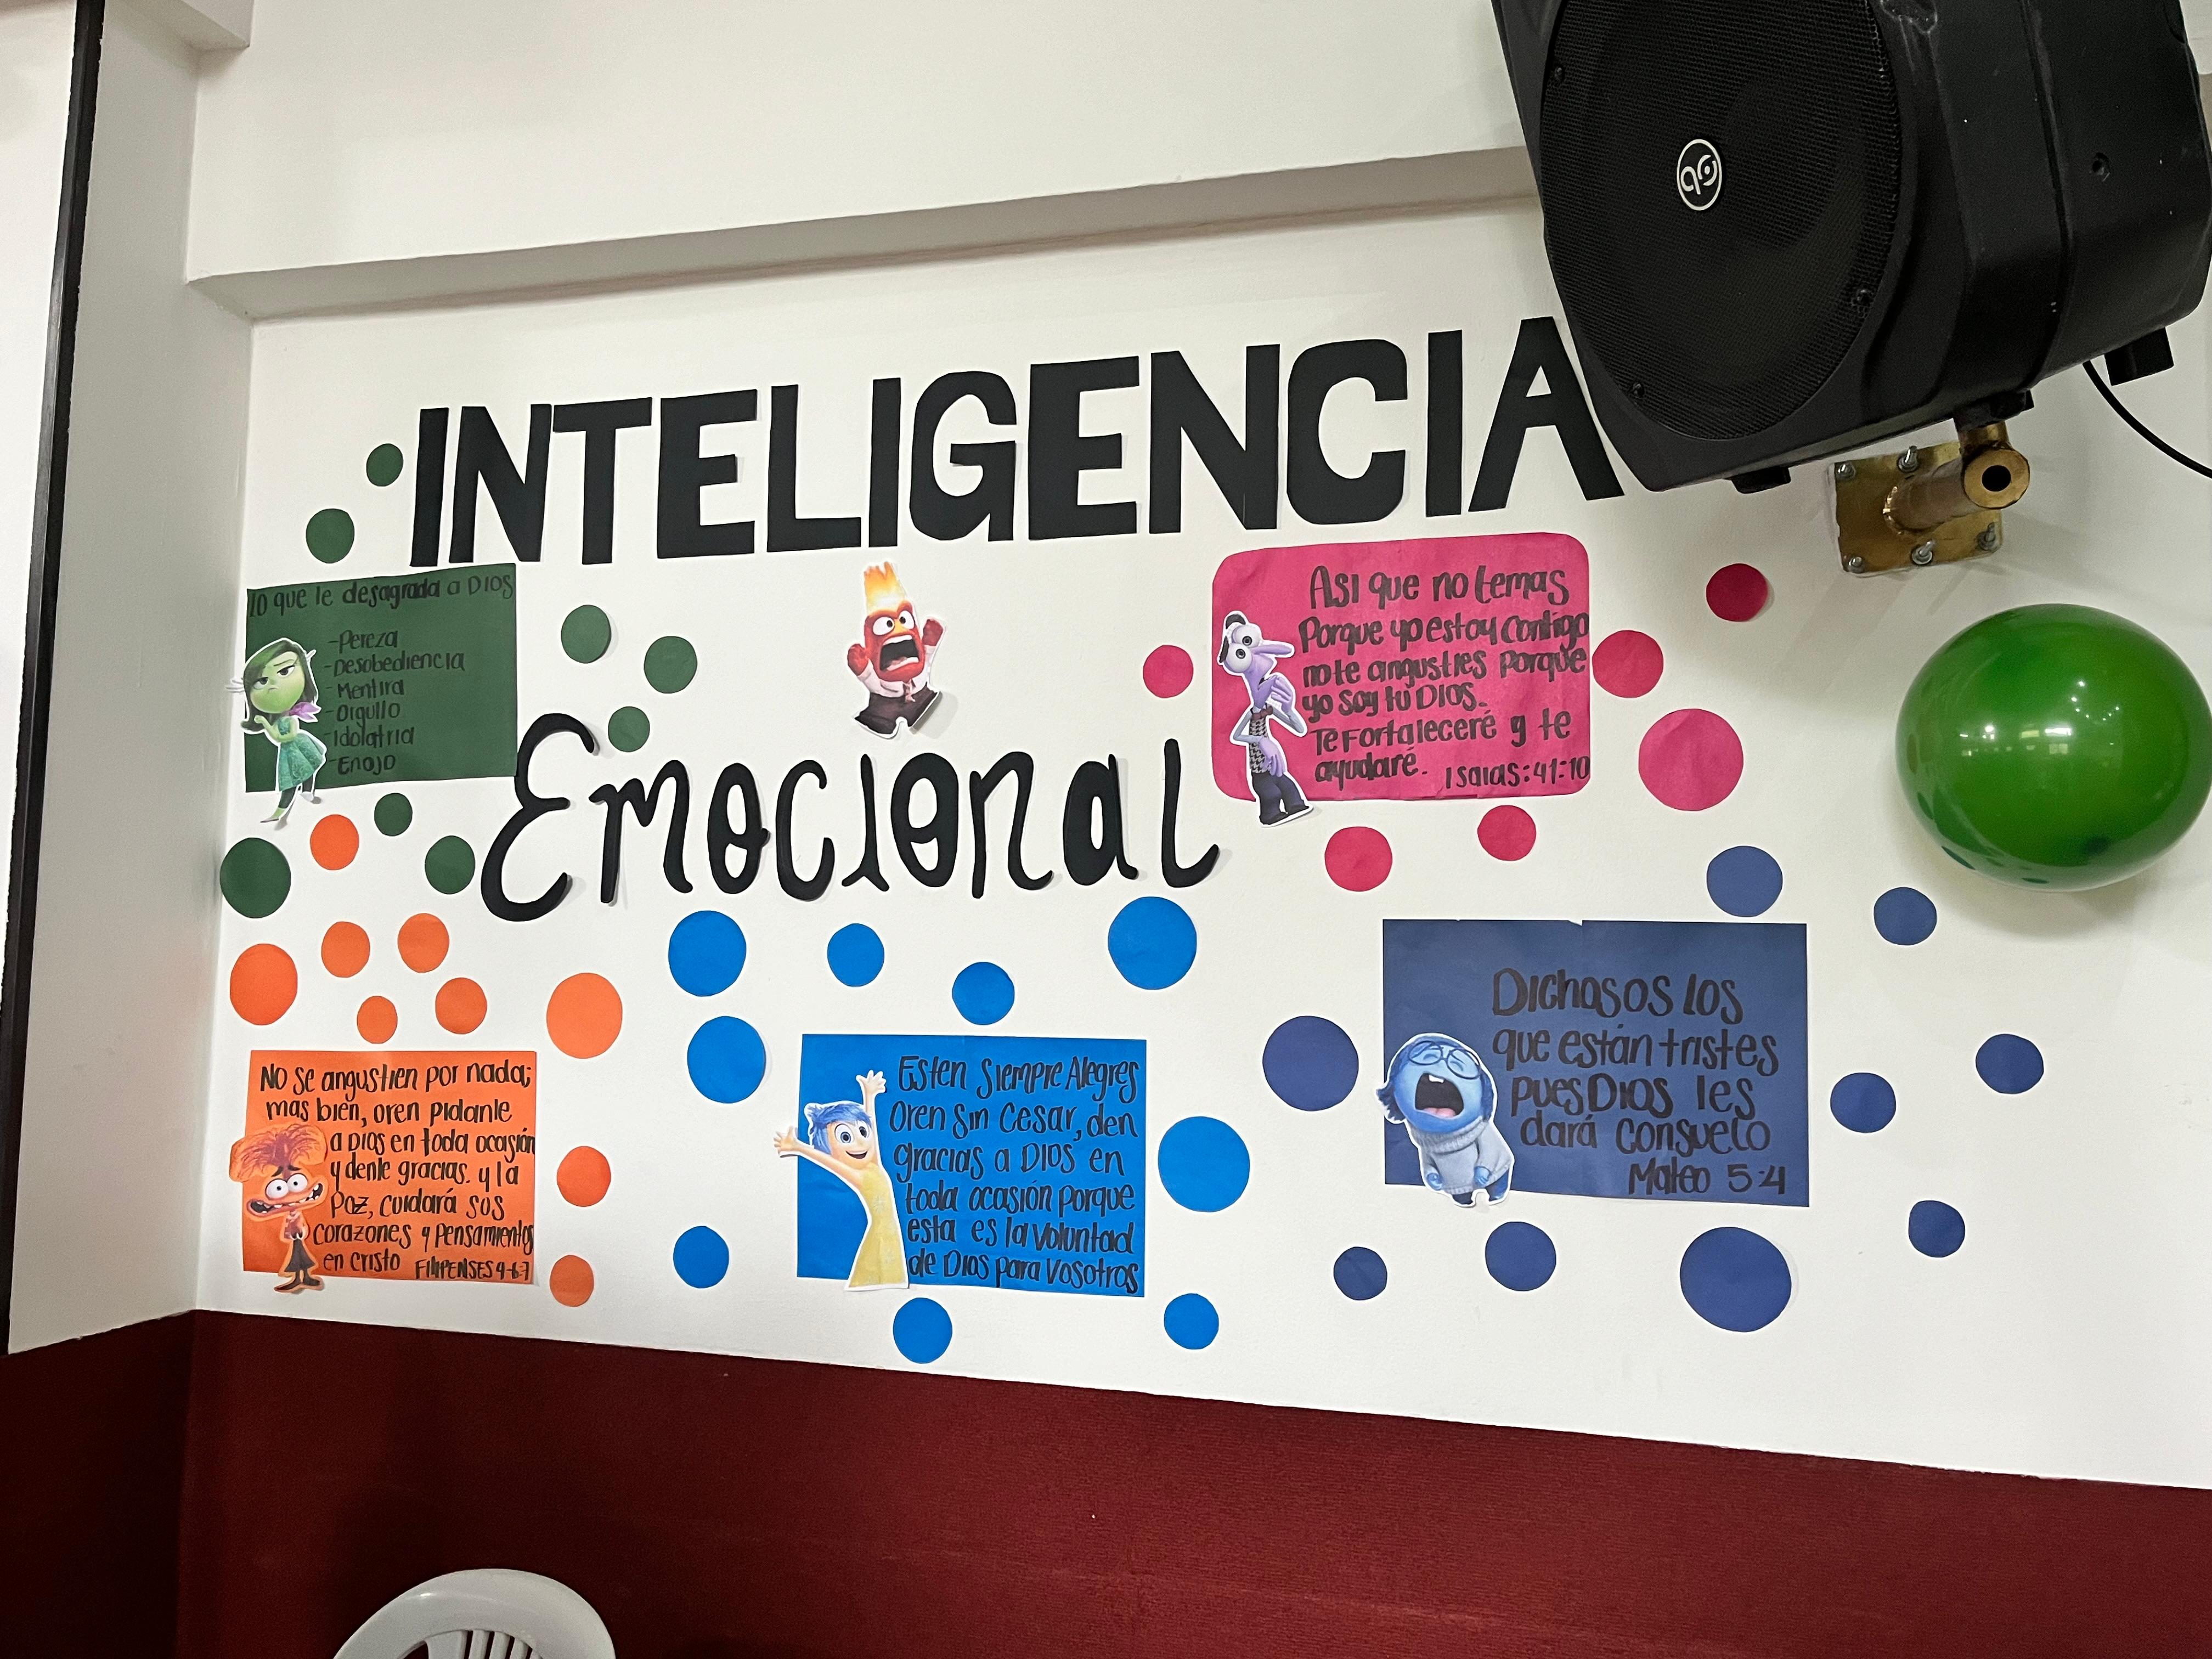 INTELIGENCIA
Emocional
lo que le desagrada a Dios
-Pereza
-Desobediencia
-Mentira
-Orgullo
-Idolatria
-Enojo
Asi que no temas
Porque yo estoy contigo
no te angusties porque
yo soy tu Dios.
Te Fortaleceré y te
ayudaré.
Isaias:41:10
No se angustien por nada;
mas bien, oren pidanle
a Dios en toda ocasión
y denle gracias. y la
Paz, cuidará sus
corazones y Pensamientos
en cristo FILIPENSES 4-6:7
Esten Siempre Alegres
Oren Sin Cesar, den
gracias a Dios en
toda ocasión porque
esta es la Voluntad
de Dios para Vosotros
Dichosos los
que están tristes
pues Dios les
dará consuelo
Mateo 5:4